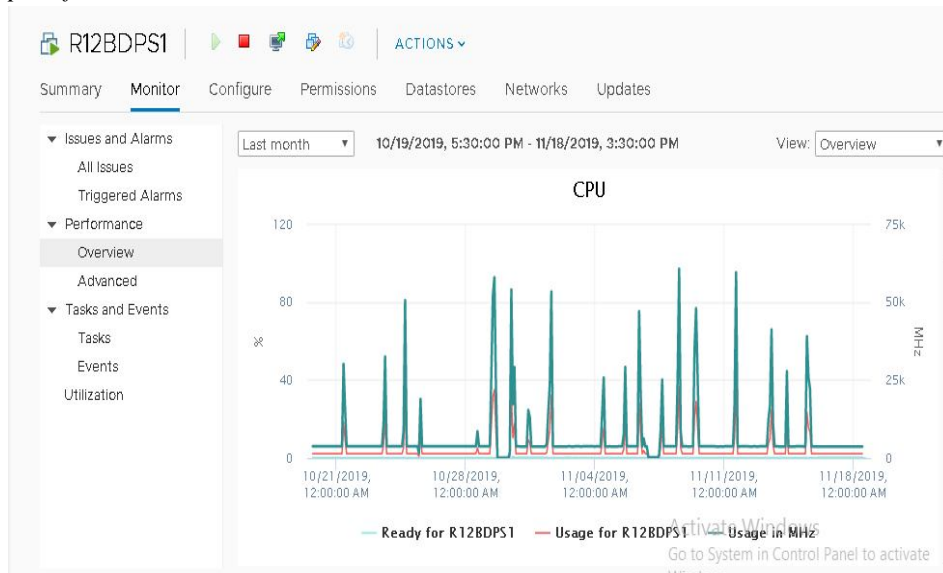 R12BDPS1
ACTIONS
Summary Monitor Configure Permissions Datastores Networks Updates
Issues and Alarms
All Issues
Triggered Alarms
Performance
Overview
Advanced
Tasks and Events
Tasks
Events
Utilization
Last month 10/19/2019, 5:30:00 PM - 11/18/2019, 3:30:00 PM View: Overview
CPU
120 75k
80 50k
% MHz
40 25k
0 0
10/21/2019, 10/28/2019, 11/04/2019, 11/11/2019, 11/18/2019,
12:00:00 AM 12:00:00 AM 12:00:00 AM 12:00:00 AM 12:00:00 AM
Ready for R12BDPS1 Usage for R12BDPS1 Usage in MHz
Activate Windows
Go to System in Control Panel to activate